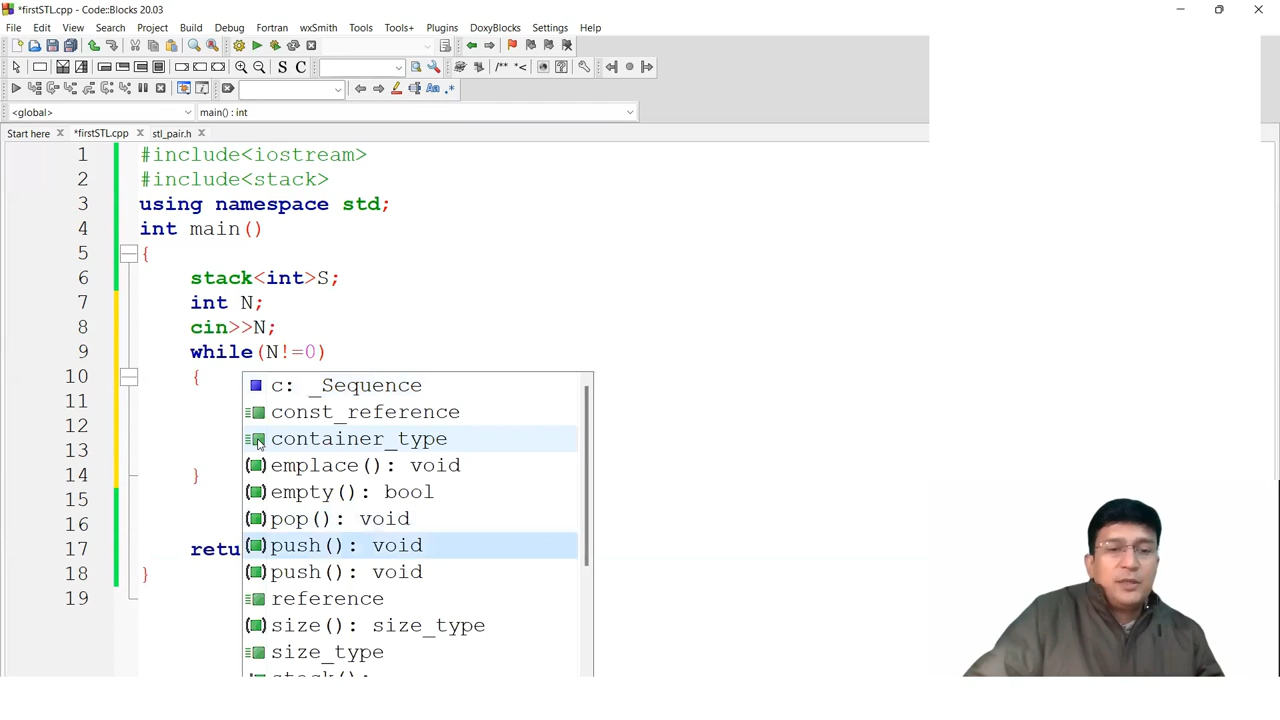 *firstSTL.cpp - Code::Blocks 20.03
File Edit View Search Project Build Debug Fortran wxSmith Tools Tools+ Plugins DoxyBlocks Settings Help
S C /** *<
Aa .*
<global> main() : int
Start here *firstSTL.cpp stl_pair.h
1 #include<iostream>
2 #include<stack>
3 using namespace std;
4 int main()
5 {
6 stack<int>S;
7 int N;
8 cin>>N;
9 while(N!=0)
10 {
c: _Sequence
11 const_reference
12 container_type
13 emplace(): void
14 }
15 empty(): bool
16 pop(): void
17 retu push(): void
18 } push(): void
19 reference
size(): size_type
size_type